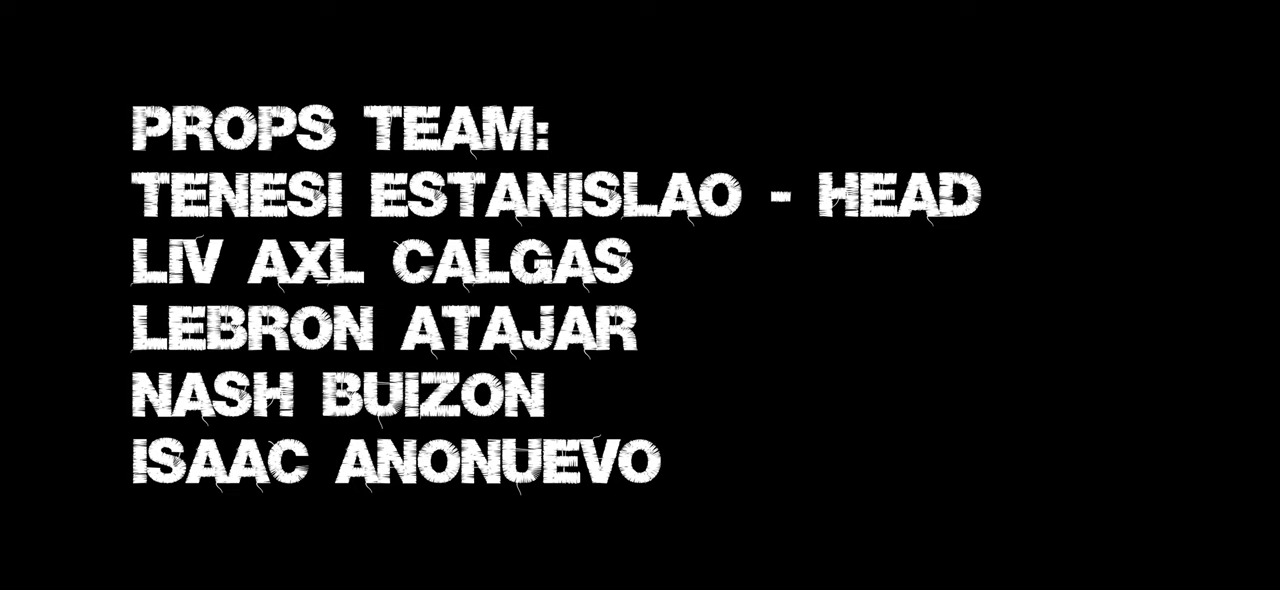 PROPS TEAM:
TENESI ESTANISLAO - HEAD
LIV AXL CALGAS
LEBRON ATAJAR
NASH BUIZON
ISAAC ANONUEVO